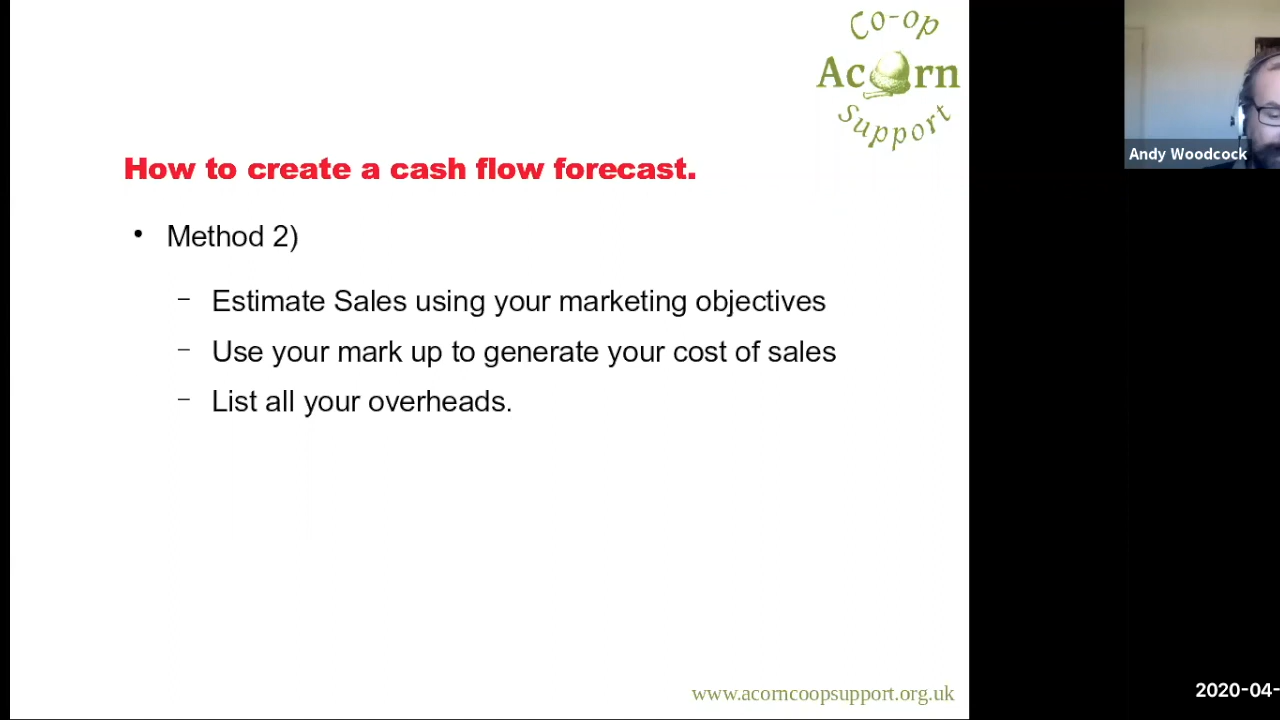 Co-op
Acorn
Support
Andy Woodcock
How to create a cash flow forecast.
• Method 2)
– Estimate Sales using your marketing objectives
– Use your mark up to generate your cost of sales
– List all your overheads.
www.acorncoopsupport.org.uk
2020-04-